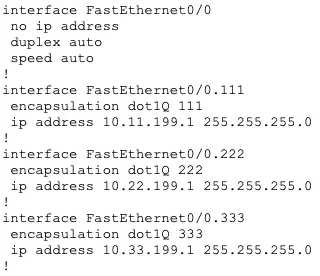 interface FastEthernet0/0
 no ip address
 duplex auto
 speed auto
!
interface FastEthernet0/0.111
 encapsulation dot1Q 111
 ip address 10.11.199.1 255.255.255.0
!
interface FastEthernet0/0.222
 encapsulation dot1Q 222
 ip address 10.22.199.1 255.255.255.0
!
interface FastEthernet0/0.333
 encapsulation dot1Q 333
 ip address 10.33.199.1 255.255.255.0
!